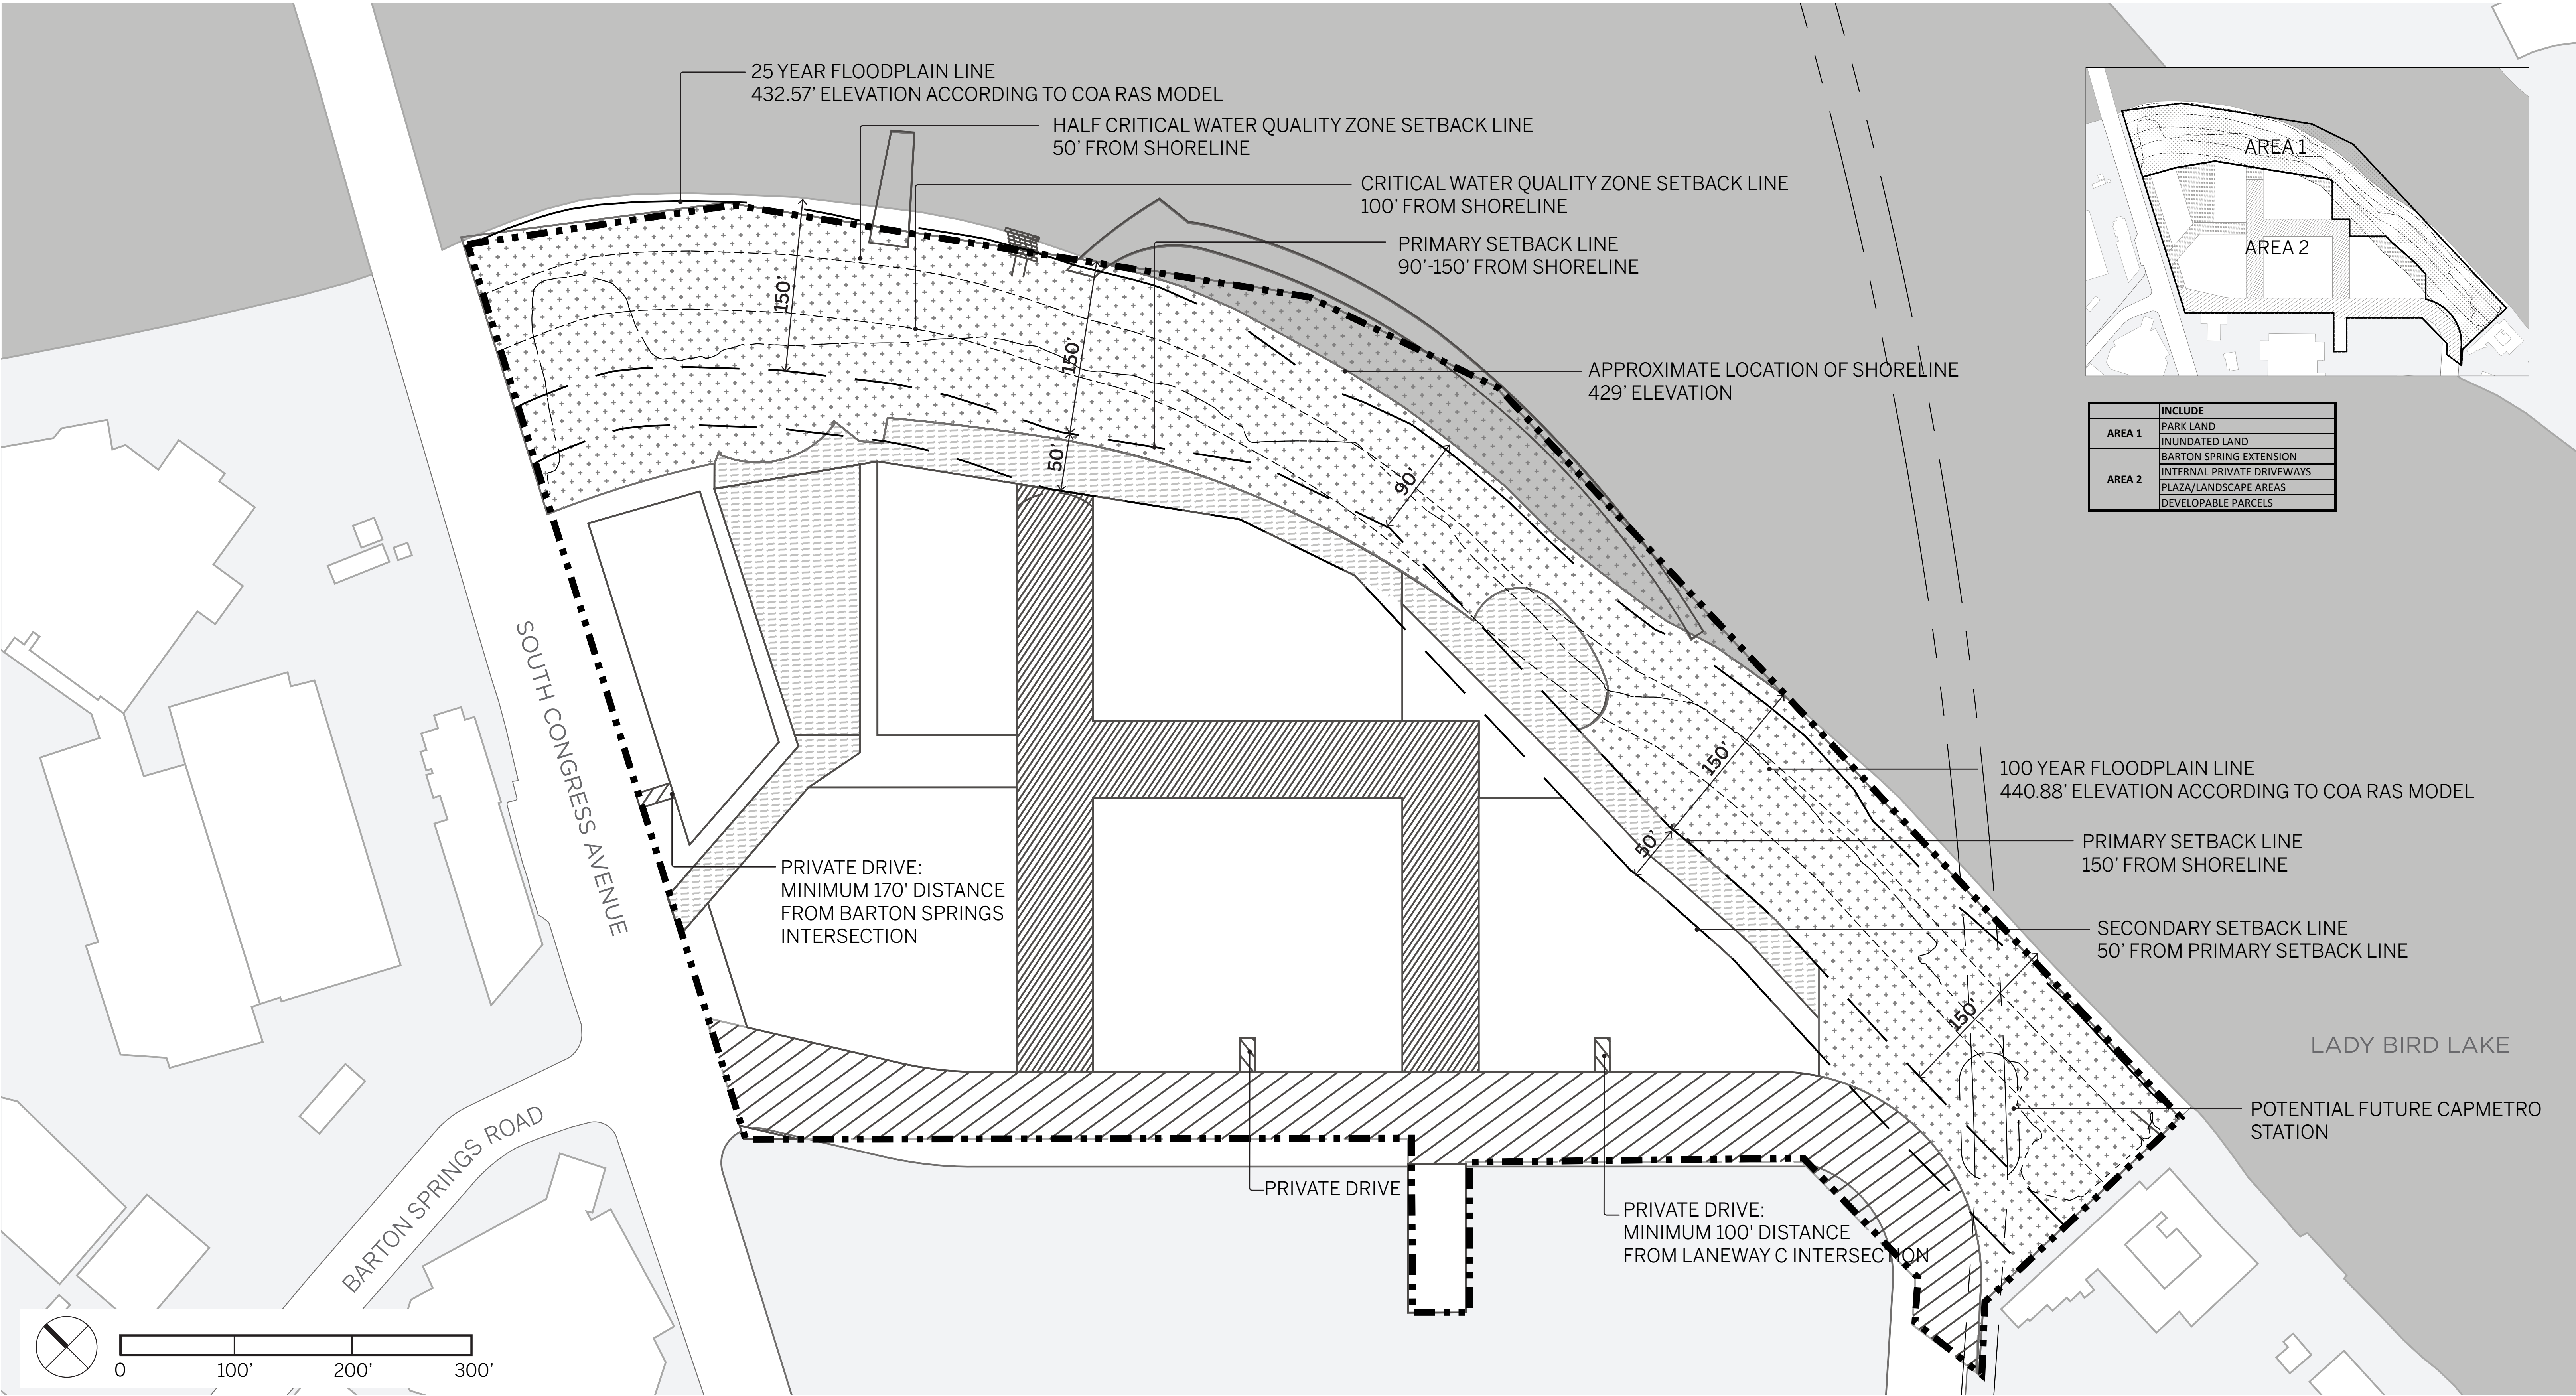 25 YEAR FLOODPLAIN LINE
432.57' ELEVATION ACCORDING TO COA RAS MODEL
HALF CRITICAL WATER QUALITY ZONE SETBACK LINE
50' FROM SHORELINE
CRITICAL WATER QUALITY ZONE SETBACK LINE
100' FROM SHORELINE
PRIMARY SETBACK LINE
90'-150' FROM SHORELINE
APPROXIMATE LOCATION OF SHORELINE
429' ELEVATION
AREA 1
AREA 2
INCLUDE
AREA 1
PARK LAND
INUNDATED LAND
AREA 2
BARTON SPRING EXTENSION
INTERNAL PRIVATE DRIVEWAYS
PLAZA/LANDSCAPE AREAS
DEVELOPABLE PARCELS
150'
150'
50'
90'
150'
50'
150'
SOUTH CONGRESS AVENUE
100 YEAR FLOODPLAIN LINE
440.88' ELEVATION ACCORDING TO COA RAS MODEL
PRIMARY SETBACK LINE
150' FROM SHORELINE
PRIVATE DRIVE:
MINIMUM 170' DISTANCE
FROM BARTON SPRINGS
INTERSECTION
SECONDARY SETBACK LINE
50' FROM PRIMARY SETBACK LINE
LADY BIRD LAKE
POTENTIAL FUTURE CAPMETRO
STATION
BARTON SPRINGS ROAD
PRIVATE DRIVE
PRIVATE DRIVE:
MINIMUM 100' DISTANCE
FROM LANEWAY C INTERSECTION
0 100' 200' 300'